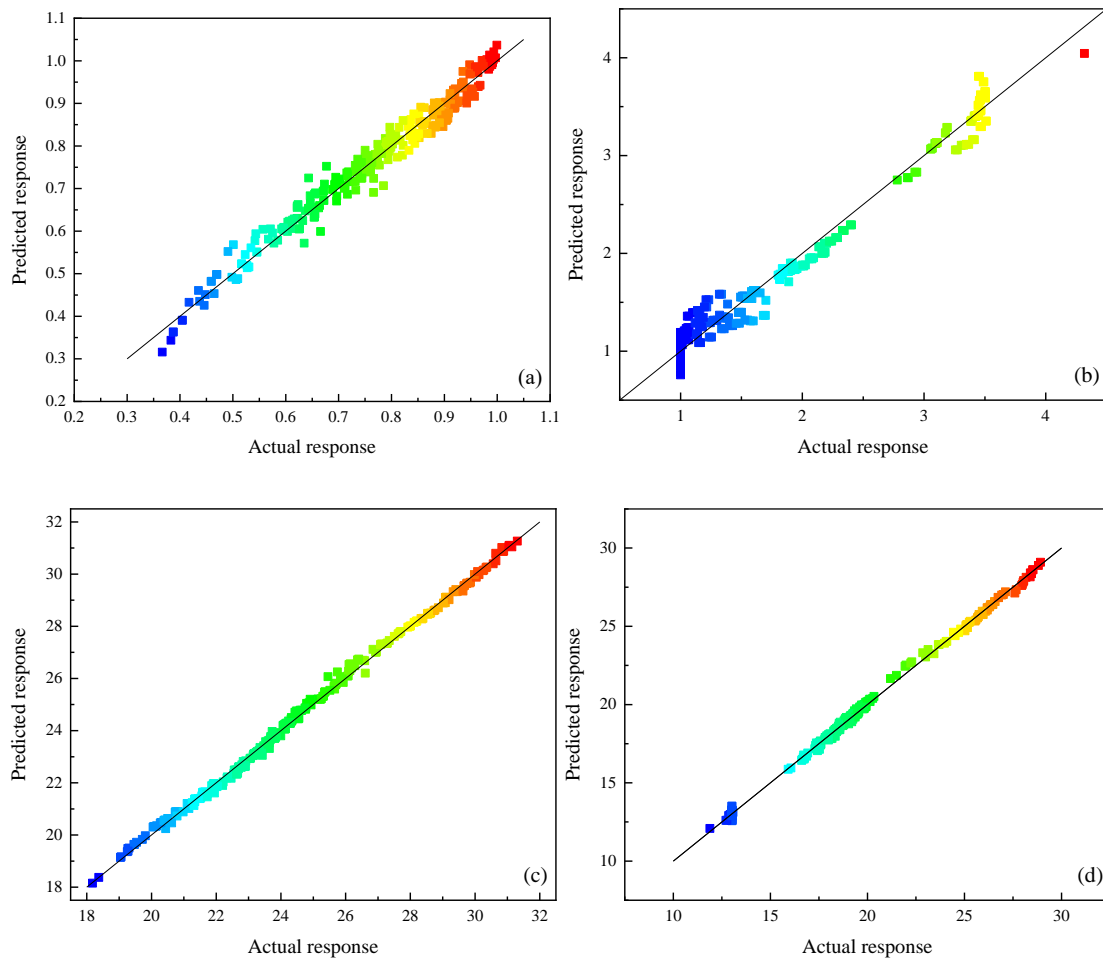 1.1
1.0
0.9
0.8
0.7
0.6
0.5
0.4
0.3
0.2
Predicted response
(a)
0.2 0.3 0.4 0.5 0.6 0.7 0.8 0.9 1.0 1.1
Actual response
4
3
2
1
Predicted response
(b)
1 2 3 4
Actual response
32
30
28
26
24
22
20
18
Predicted response
(c)
18 20 22 24 26 28 30 32
Actual response
30
25
20
15
10
Predicted response
(d)
10 15 20 25 30
Actual response